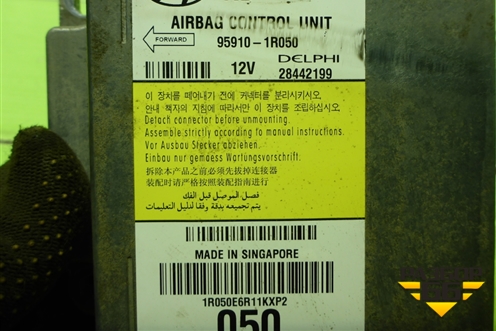 AIRBAG CONTROL UNIT
FORWARD
95910-1R050
12V
DELPHI
28442199
이 장치를 떼어내기 전에 커넥터를 분리시키시오.
안내 책자의 지침에 따라서만 이 장치를 조립하십시오.
Detach connector before unmounting.
Assemble strictly according to manual instructions.
Vor Ausbau Stecker abziehen.
Einbau nur gemaess Wartungsvorschrift.
拆除本产品之前必须先拔掉连接器
装配时请严格按照装配指南进行
فصل الموصل قبل الفك
يتم تجميعه بدقة وفقا لدليل التعليمات
MADE IN SINGAPORE
1R050E6R11KXP2
050